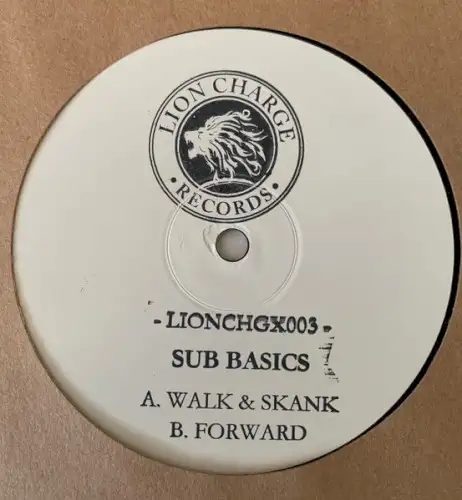 LION CHARGE
• RECORDS •
- LIONCHGX003 -
SUB BASICS
A. WALK & SKANK
B. FORWARD